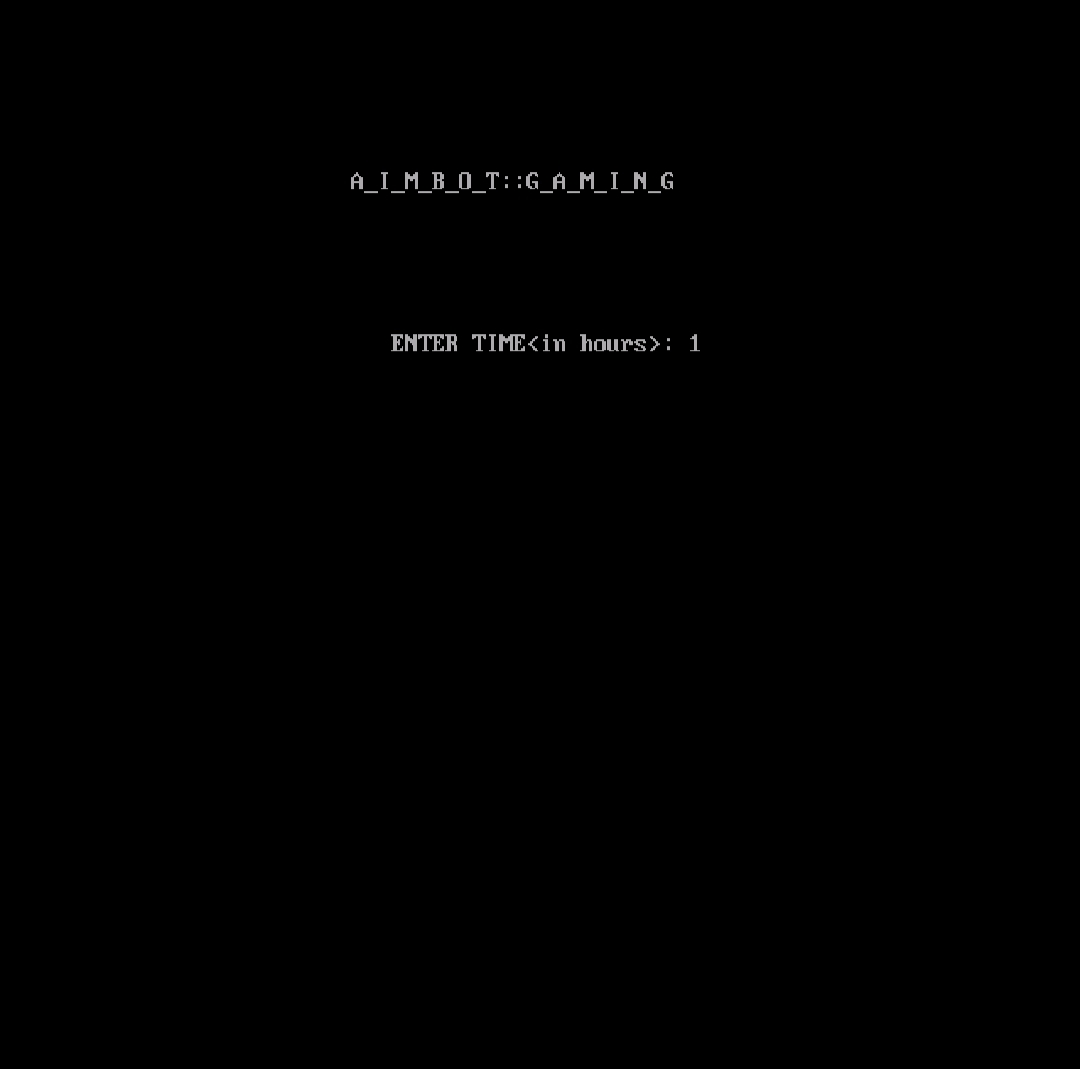 A_I_M_B_O_T::G_A_M_I_N_G
ENTER TIME<in hours>: 1